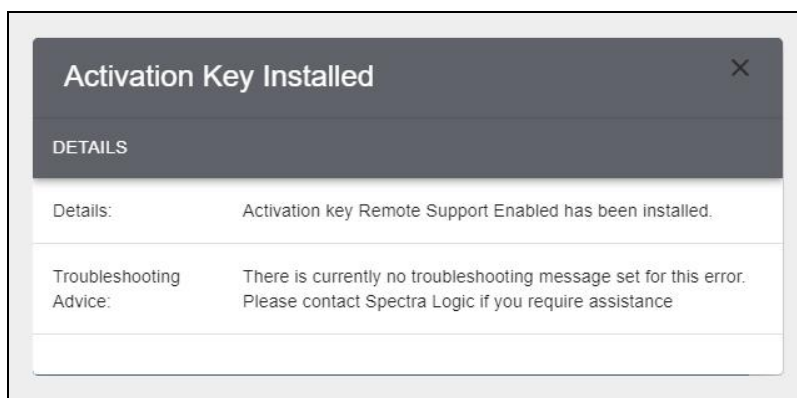 Activation Key Installed
DETAILS
Details: Activation key Remote Support Enabled has been installed.
Troubleshooting There is currently no troubleshooting message set for this error.
Advice: Please contact Spectra Logic if you require assistance